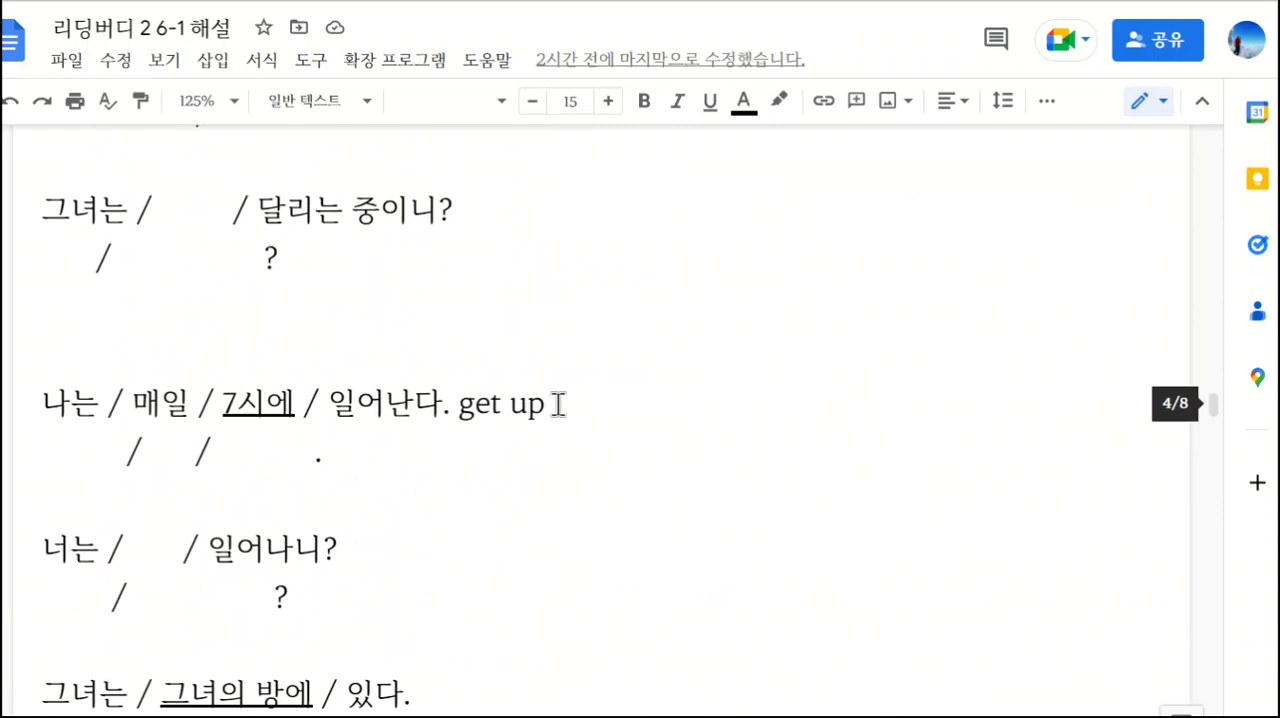 리딩버디 2 6-1 해설
파일 수정 보기 삽입 서식 도구 확장 프로그램 도움말 2시간 전에 마지막으로 수정했습니다.
공유
125% 일반 텍스트 − 15 + B I U A
31
그녀는 / / 달리는 중이니?
/ ?
나는 / 매일 / 7시에 / 일어난다. get up
/ / .
4/8
너는 / / 일어나니?
/ ?
그녀는 / 그녀의 방에 / 있다.